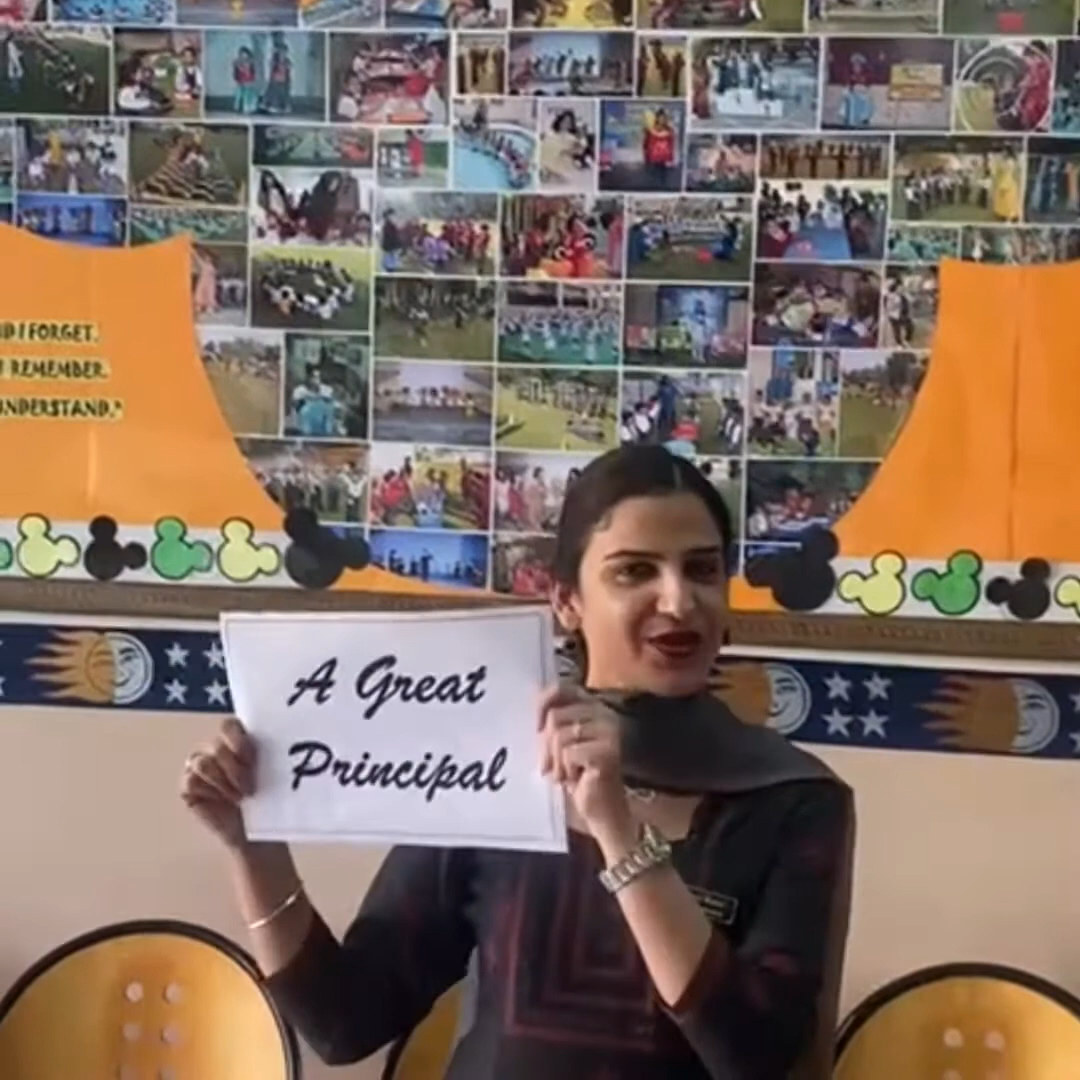 I FORGET.
REMEMBER.
UNDERSTAND."
A Great
Principal